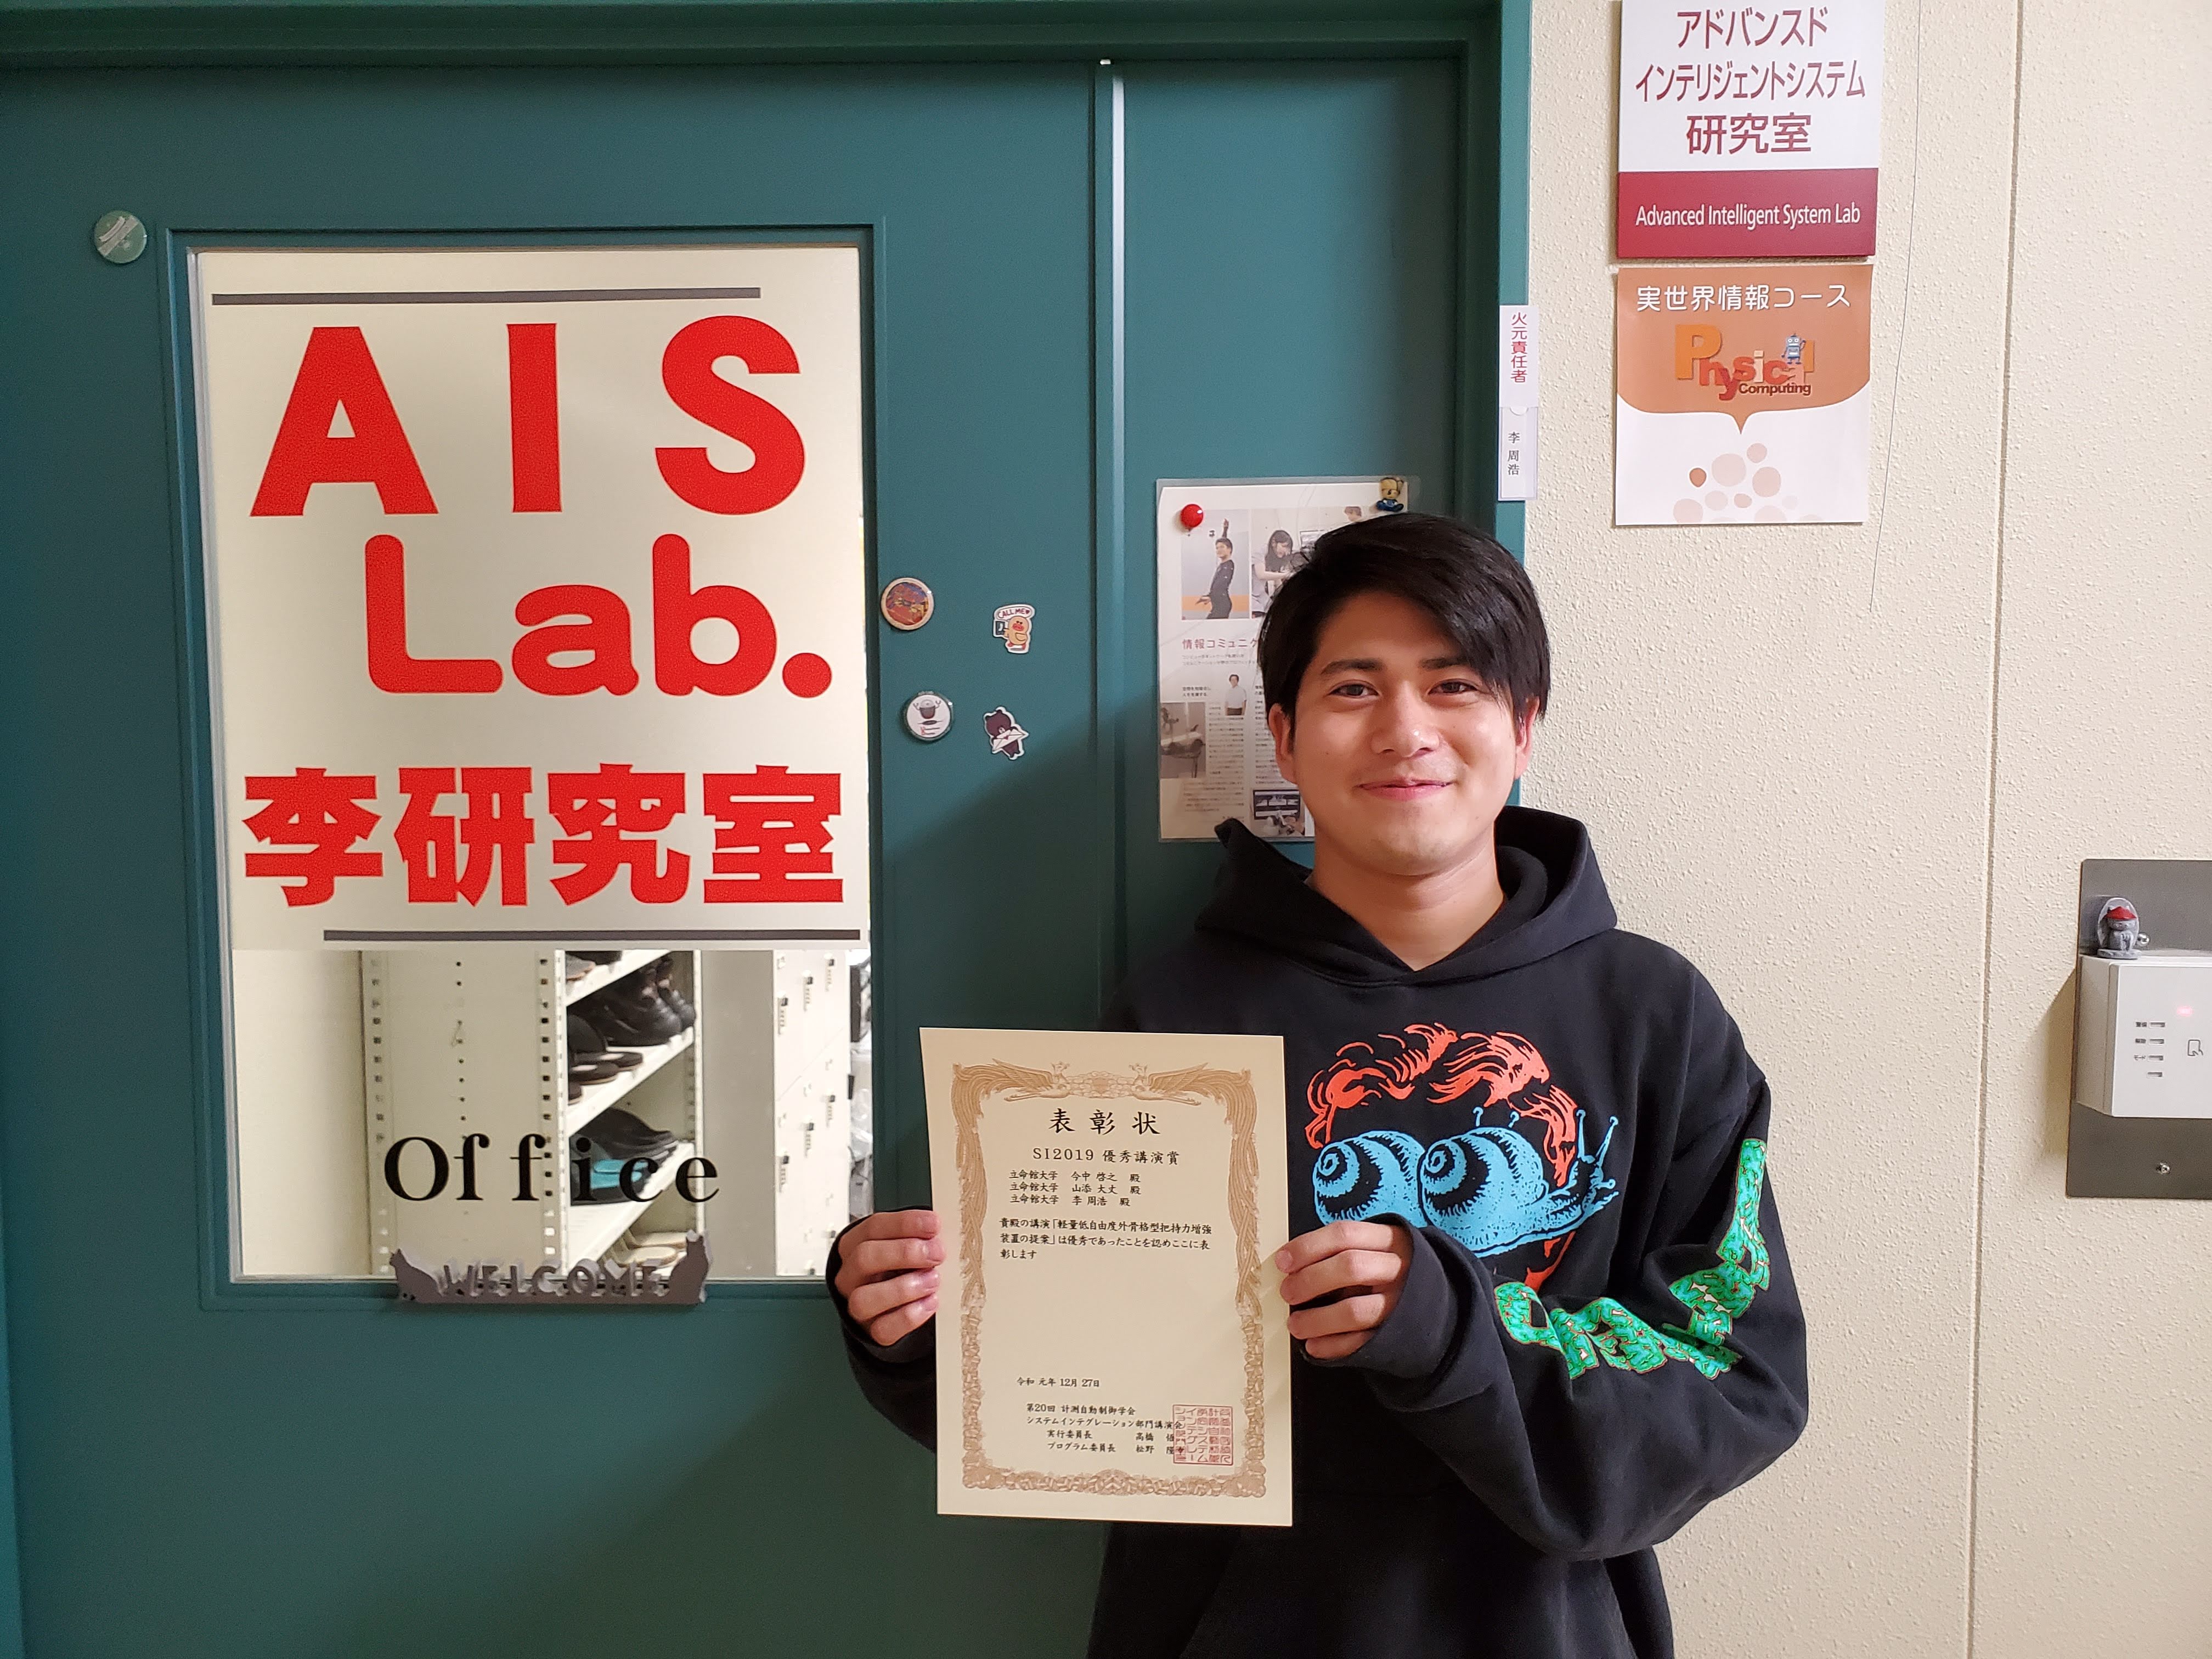 アドバンスド
インテリジェントシステム
研究室
Advanced Intelligent System Lab
実世界情報コース
Physical
Computing
火元責任者
李 周浩
AIS
Lab.
李研究室
Office
WELCOME
ALL ME
情報コミュニケ
表彰状
SI2019 優秀講演賞
立命館大学 今中 啓之 殿
立命館大学 山添 大丈 殿
立命館大学 李 周浩 殿
貴殿の講演「軽量低自由度外骨格型把持力増強
装置の提案」は優秀であったことを認めここに表
彰します
令和 元年 12月 27日
第20回 計測自動制御学会
システムインテグレーション部門講演会
実行委員長 高橋
プログラム委員長 松野 隆